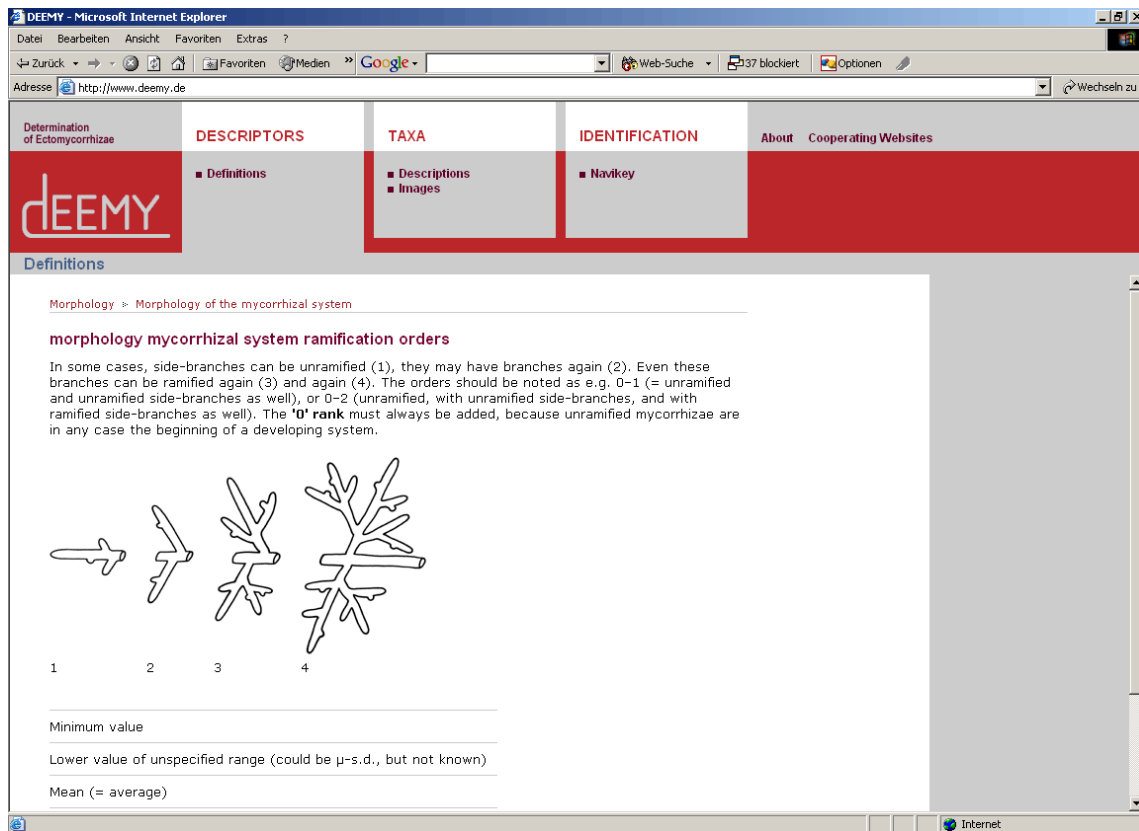 DEEMY - Microsoft Internet Explorer
Datei Bearbeiten Ansicht Favoriten Extras ?
Zurück Favoriten Medien » Google Web-Suche 37 blockiert Optionen
Adresse http://www.deemy.de Wechseln zu
Determination
of Ectomycorrhizae
DESCRIPTORS TAXA IDENTIFICATION About Cooperating Websites
Definitions Descriptions Navikey
Images
dEEMY
Definitions
Morphology > Morphology of the mycorrhizal system
morphology mycorrhizal system ramification orders
In some cases, side-branches can be unramified (1), they may have branches again (2). Even these
branches can be ramified again (3) and again (4). The orders should be noted as e.g. 0-1 (= unramified
and unramified side-branches as well), or 0-2 (unramified, with unramified side-branches, and with
ramified side-branches as well). The '0' rank must always be added, because unramified mycorrhizae are
in any case the beginning of a developing system.
1 2 3 4
Minimum value
Lower value of unspecified range (could be µ-s.d., but not known)
Mean (= average)
Internet